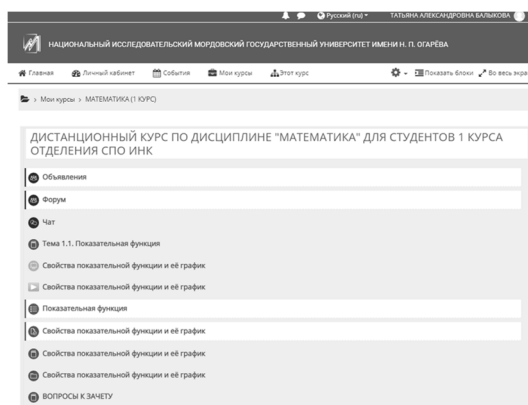 Русский (ru) ТАТЬЯНА АЛЕКСАНДРОВНА БАЛЫКОВА
НАЦИОНАЛЬНЫЙ ИССЛЕДОВАТЕЛЬСКИЙ МОРДОВСКИЙ ГОСУДАРСТВЕННЫЙ УНИВЕРСИТЕТ ИМЕНИ Н. П. ОГАРЁВА
Главная Личный кабинет События Мои курсы Этот курс Показать блоки Во весь экра
> Мои курсы > МАТЕМАТИКА (1 КУРС)
ДИСТАНЦИОННЫЙ КУРС ПО ДИСЦИПЛИНЕ "МАТЕМАТИКА" ДЛЯ СТУДЕНТОВ 1 КУРСА
ОТДЕЛЕНИЯ СПО ИНК
Объявления
Форум
Чат
Тема 1.1. Показательная функция
Свойства показательной функции и её график
Свойства показательной функции и её график
Показательная функция
Свойства показательной функции и её график
Свойства показательной функции и её график
Свойства показательной функции и её график
ВОПРОСЫ К ЗАЧЕТУ